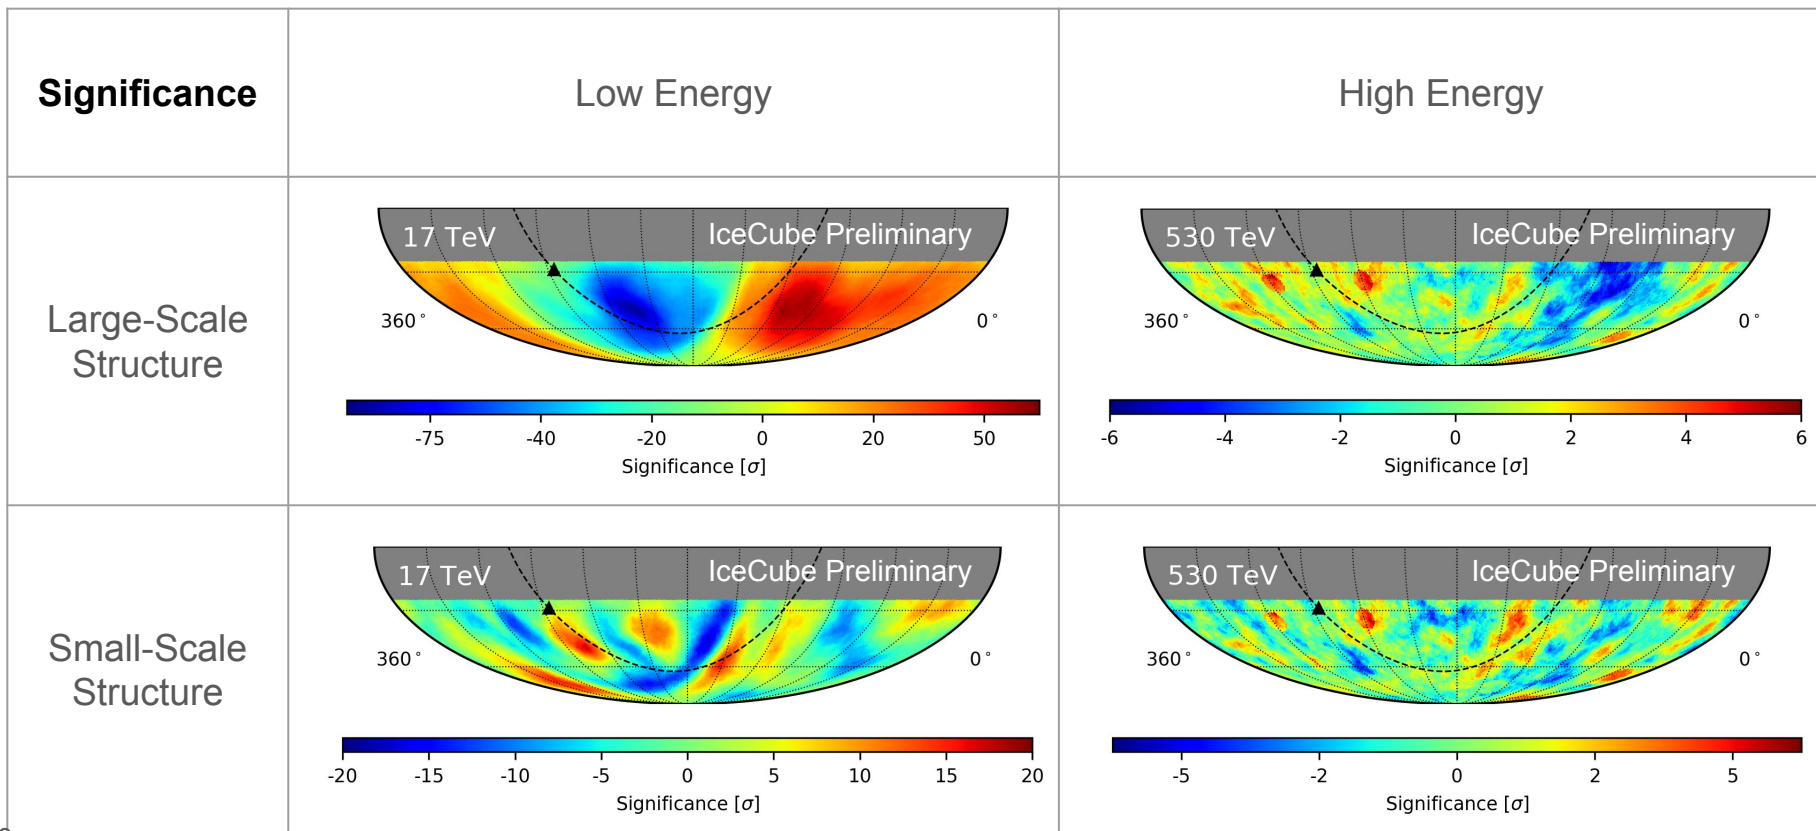 Significance
Low Energy
High Energy
Large-Scale
Structure
17 TeV
IceCube Preliminary
360°
0°
-75 -40 -20 0 20 50
Significance [σ]
530 TeV
IceCube Preliminary
360°
0°
-6 -4 -2 0 2 4 6
Significance [σ]
Small-Scale
Structure
17 TeV
IceCube Preliminary
360°
0°
-20 -15 -10 -5 0 5 10 15 20
Significance [σ]
530 TeV
IceCube Preliminary
360°
0°
-5 -2 0 2 5
Significance [σ]